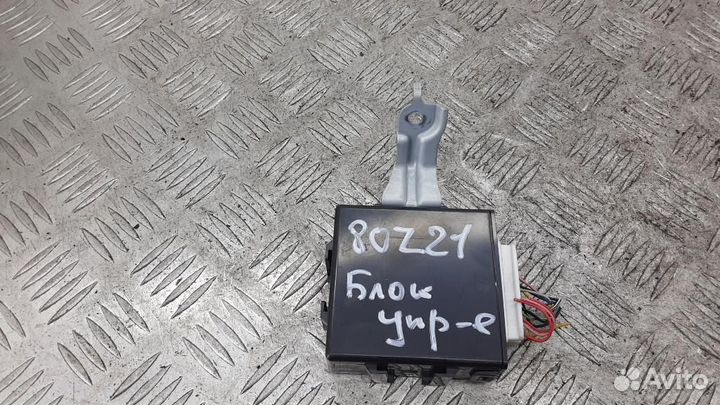 80Z21
Блок
упр-е
Avito